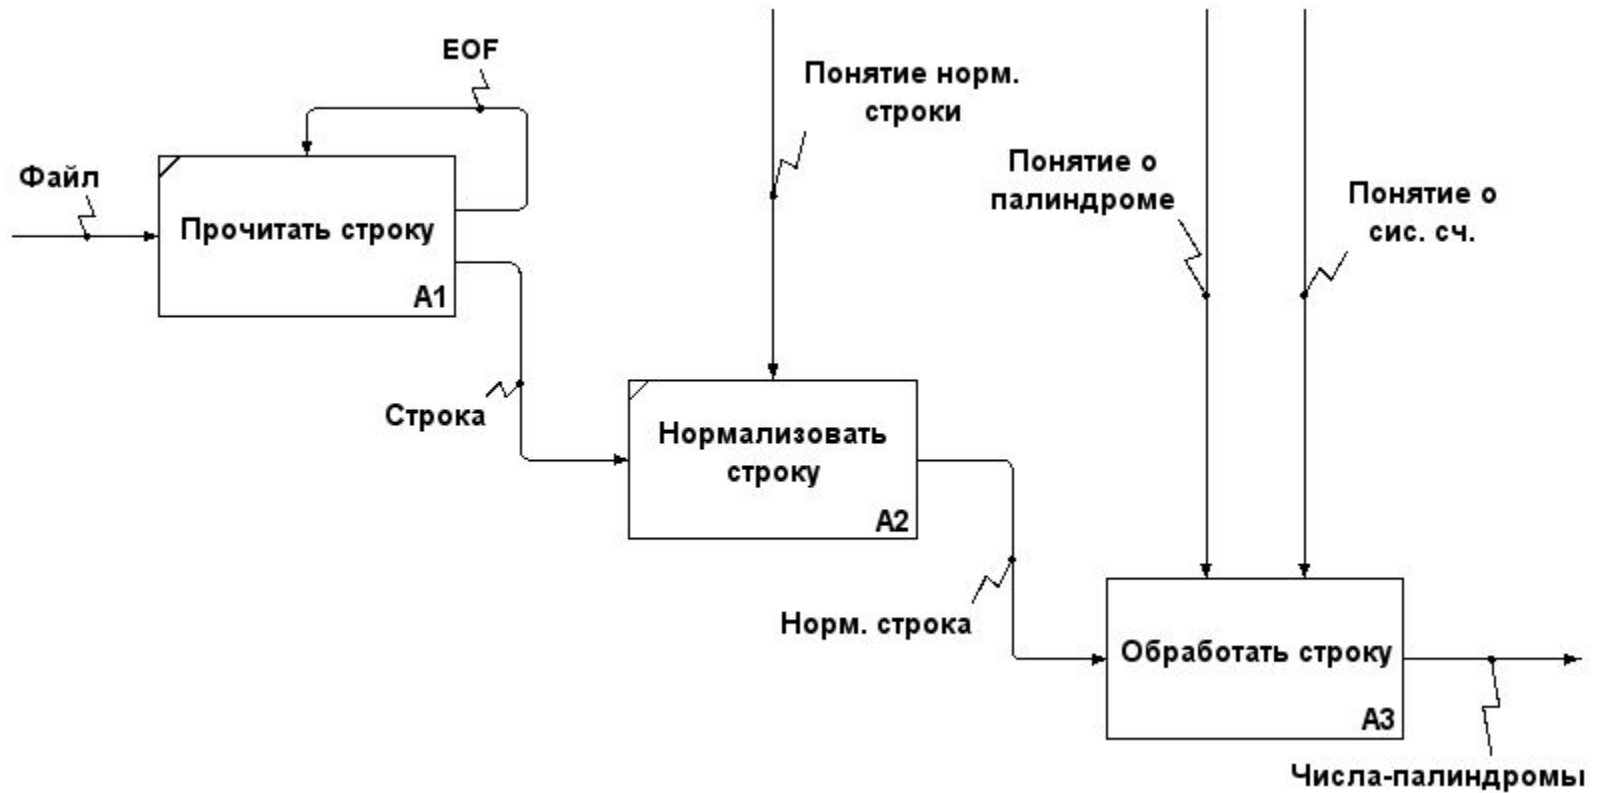 EOF
Понятие норм.
строки
Файл
Прочитать строку
A1
Понятие о
палиндроме
Понятие о
сис. сч.
Строка
Нормализовать
строку
A2
Норм. строка
Обработать строку
A3
Числа-палиндромы